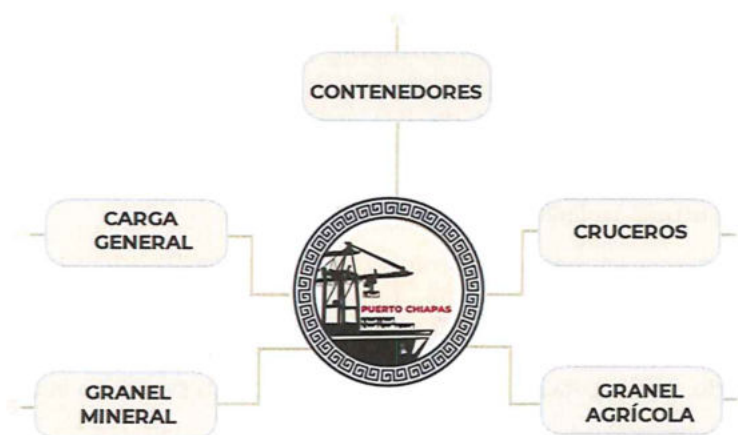 CONTENEDORES
CARGA
GENERAL
CRUCEROS
PUERTO CHIAPAS
GRANEL
MINERAL
GRANEL
AGRÍCOLA